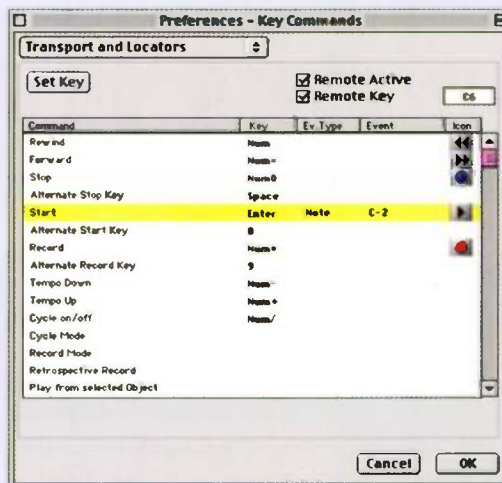 Preferences - Key Commands
Transport and Locators
Set Key
Remote Active
Remote Key
C6
Command Key Ev. Type Event Icon
Rewind Num
Forward Num=
Stop Num0
Alternate Stop Key Space
Start Enter Note C-2
Alternate Start Key 0
Record Num*
Alternate Record Key 9
Tempo Down Num-
Tempo Up Num+
Cycle on/off Num/
Cycle Mode
Record Mode
Retrospective Record
Play from selected Object
Cancel OK